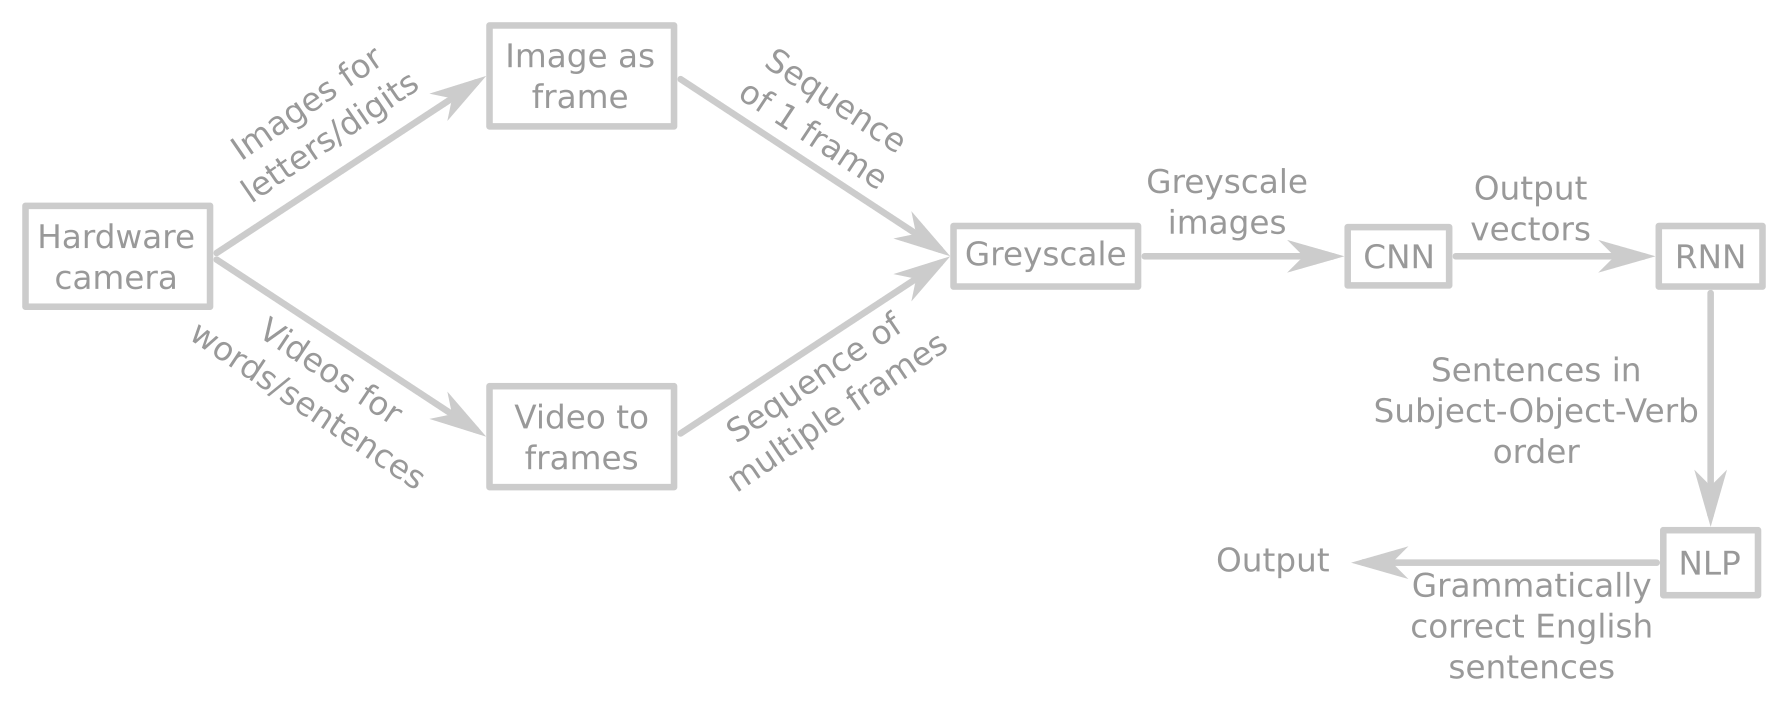 Hardware
camera
Images for
letters/digits
Image as
frame
Videos for
words/sentences
Video to
frames
Sequence
of 1 frame
Sequence of
multiple frames
Greyscale
Greyscale
images
CNN
Output
vectors
RNN
Sentences in
Subject-Object-Verb
order
NLP
Grammatically
correct English
sentences
Output